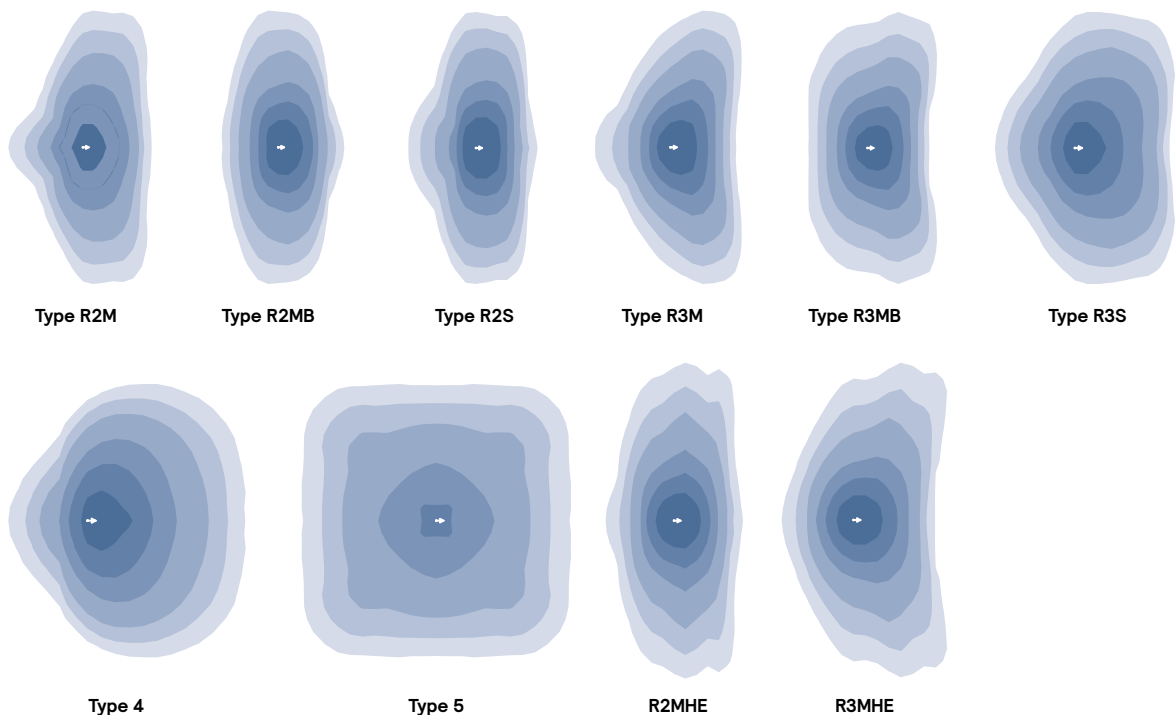 Type R2M
Type R2MB
Type R2S
Type R3M
Type R3MB
Type R3S
Type 4
Type 5
R2MHE
R3MHE